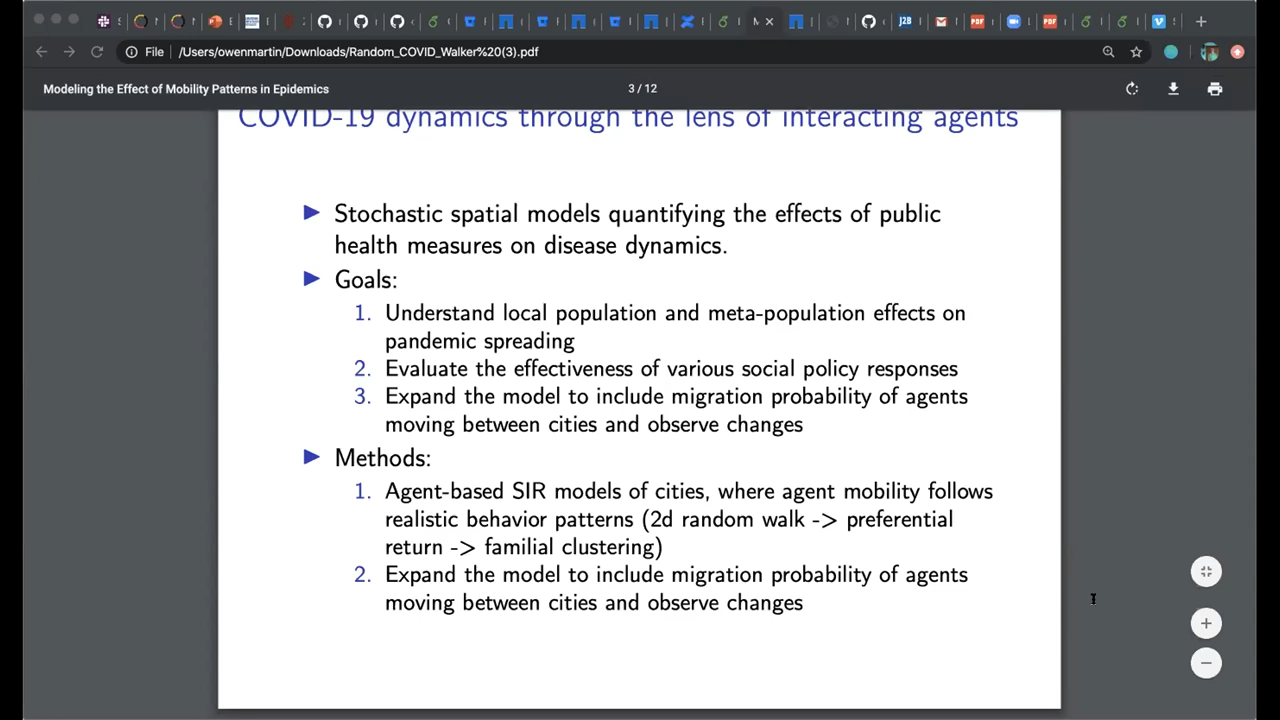 J2B
PDF
PDF
File
/Users/owenmartin/Downloads/Random_COVID_Walker%20(3).pdf
Modeling the Effect of Mobility Patterns in Epidemics
3 / 12
COVID-19 dynamics through the lens of interacting agents
▶ Stochastic spatial models quantifying the effects of public
health measures on disease dynamics.
▶ Goals:
1. Understand local population and meta-population effects on
pandemic spreading
2. Evaluate the effectiveness of various social policy responses
3. Expand the model to include migration probability of agents
moving between cities and observe changes
▶ Methods:
1. Agent-based SIR models of cities, where agent mobility follows
realistic behavior patterns (2d random walk -> preferential
return -> familial clustering)
2. Expand the model to include migration probability of agents
moving between cities and observe changes